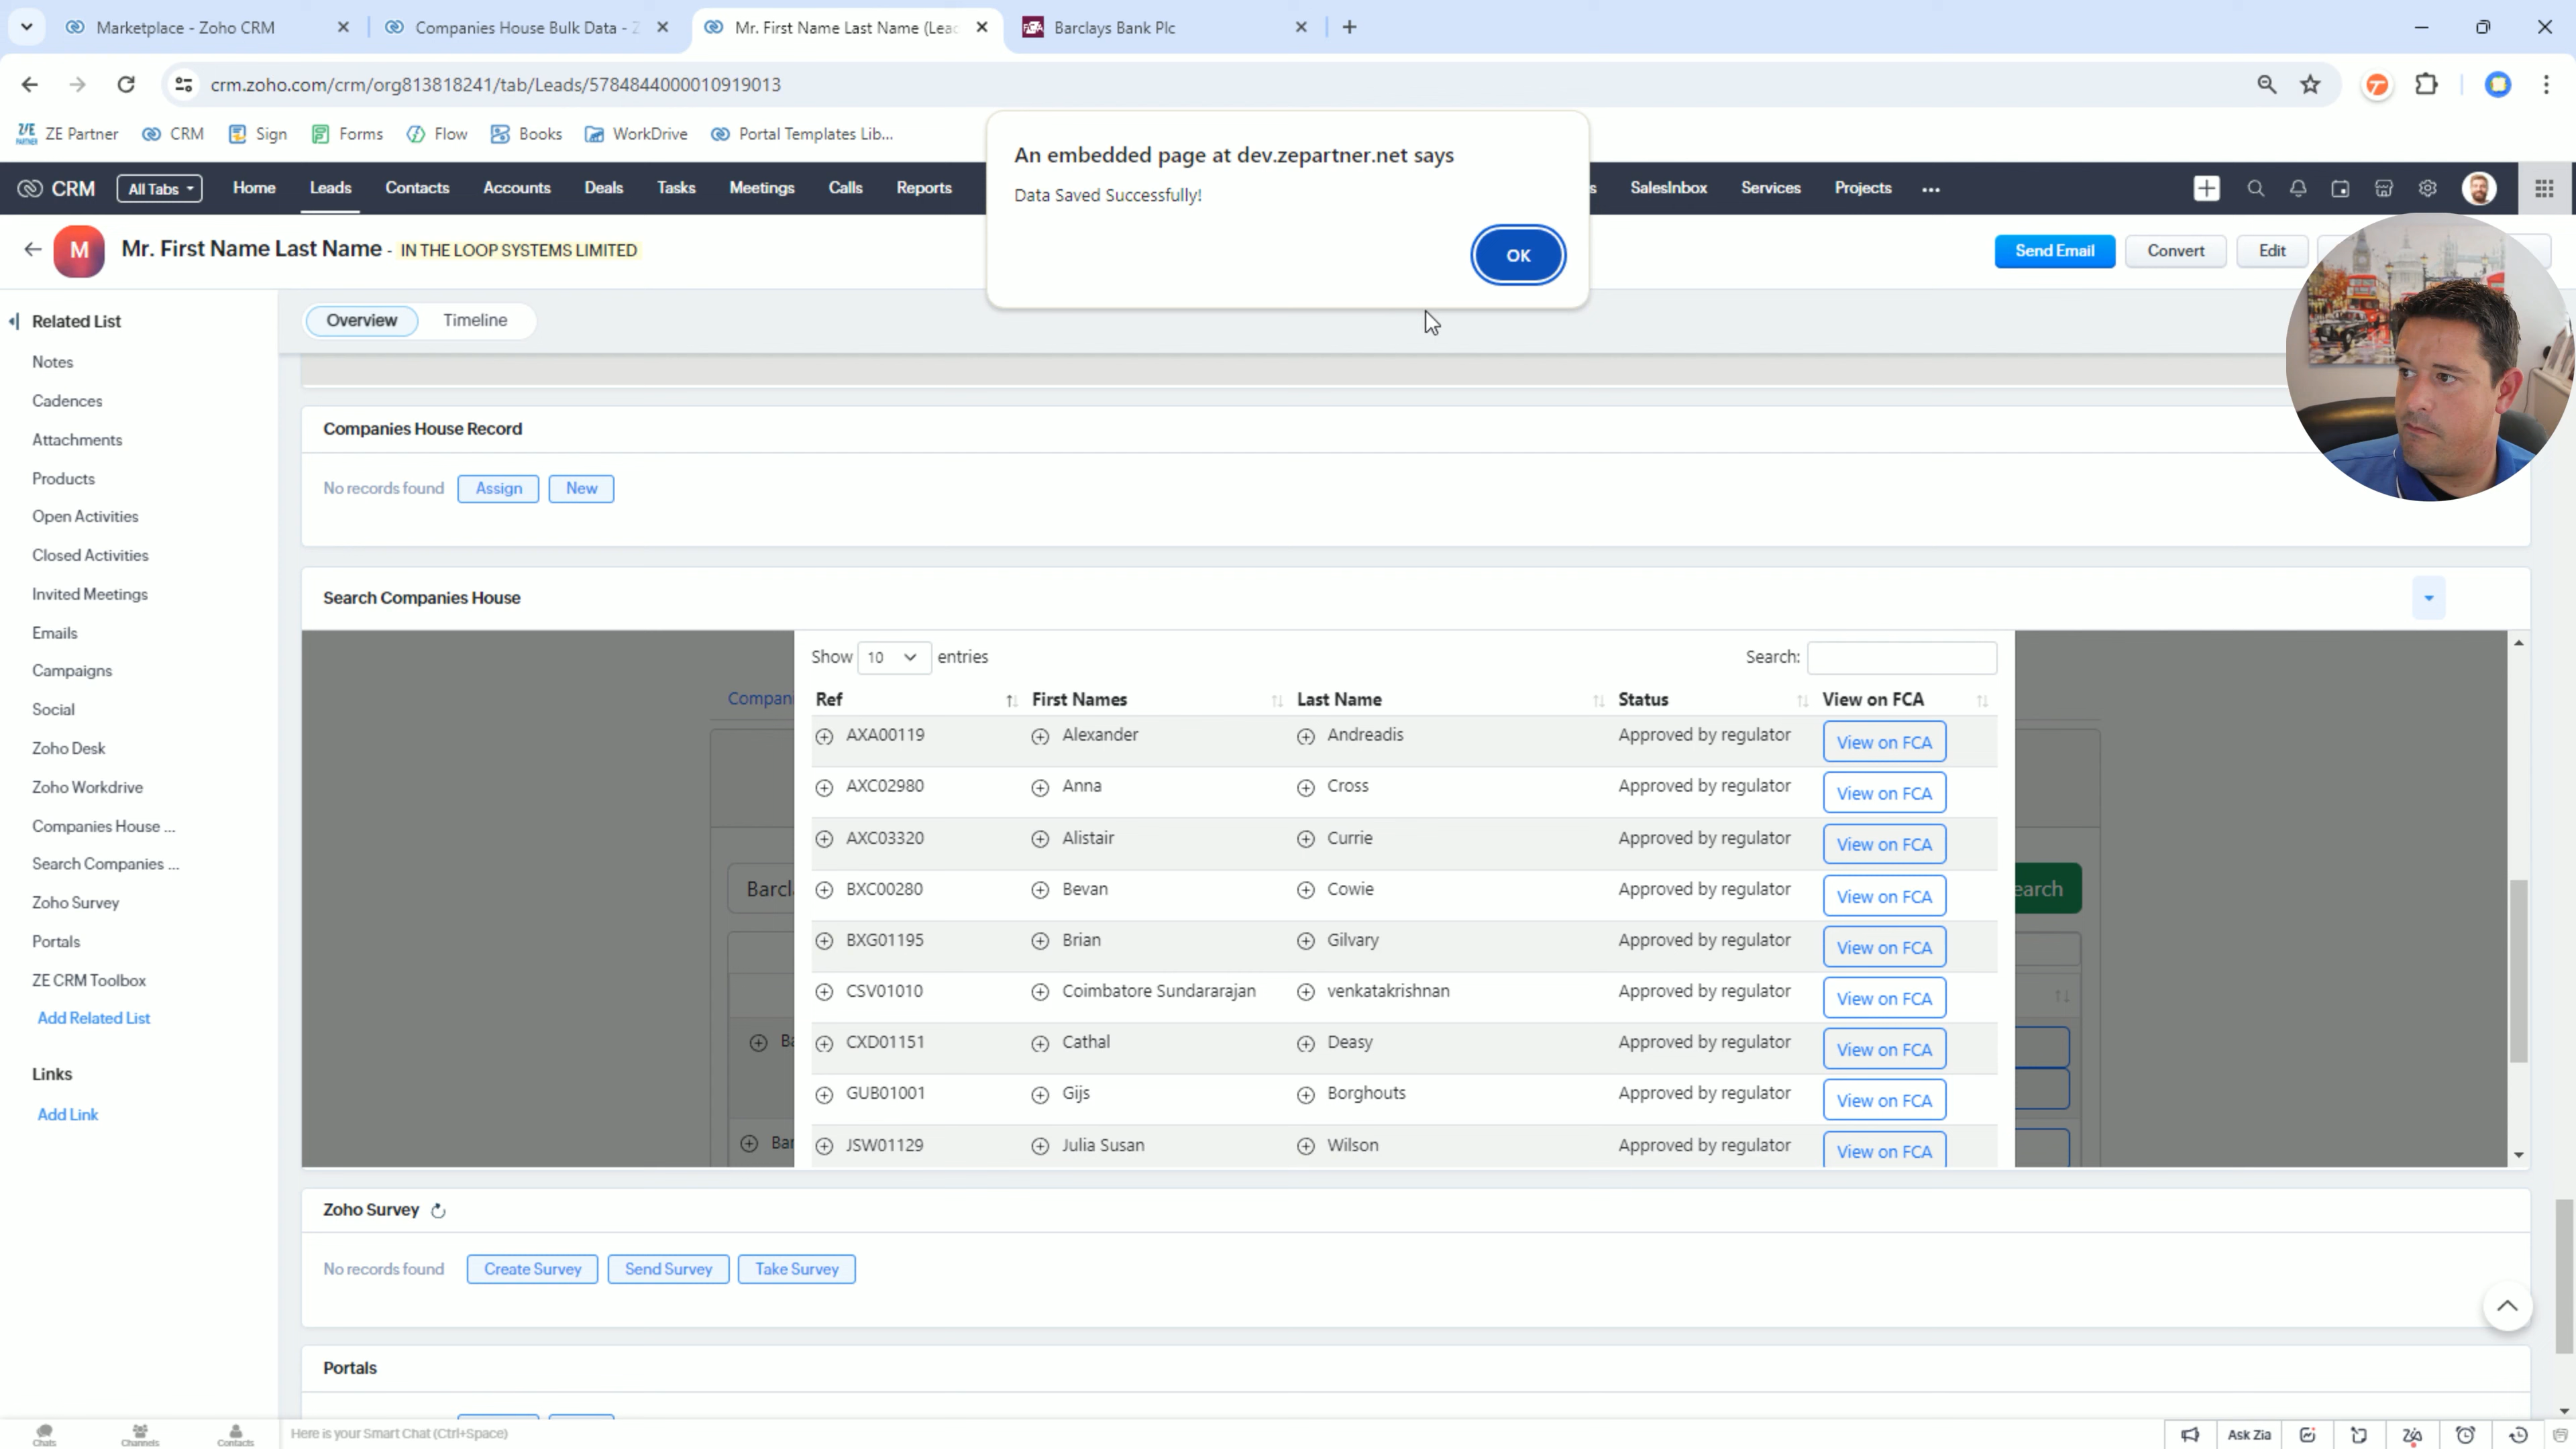 Marketplace - Zoho CRM
Companies House Bulk Data - Z
Mr. First Name Last Name (Lead
Barclays Bank Plc
crm.zoho.com/crm/org813818241/tab/Leads/5784844000010919013
ZE Partner
CRM
Sign
Forms
Flow
Books
WorkDrive
Portal Templates Lib...
An embedded page at dev.zepartner.net says
Data Saved Successfully!
OK
CRM
All Tabs
Home
Leads
Contacts
Accounts
Deals
Tasks
Meetings
Calls
Reports
s
SalesInbox
Services
Projects
M
Mr. First Name Last Name - IN THE LOOP SYSTEMS LIMITED
Send Email
Convert
Edit
Related List
Notes
Cadences
Attachments
Products
Open Activities
Closed Activities
Invited Meetings
Emails
Campaigns
Social
Zoho Desk
Zoho Workdrive
Companies House ...
Search Companies ...
Zoho Survey
Portals
ZE CRM Toolbox
Add Related List
Links
Add Link
Overview
Timeline
Companies House Record
No records found
Assign
New
Search Companies House
Show 10 entries
Search:
Compani
Barcl
earch
Ba
Bar
Ref First Names Last Name Status View on FCA
AXA00119 Alexander Andreadis Approved by regulator View on FCA
AXC02980 Anna Cross Approved by regulator View on FCA
AXC03320 Alistair Currie Approved by regulator View on FCA
BXC00280 Bevan Cowie Approved by regulator View on FCA
BXG01195 Brian Gilvary Approved by regulator View on FCA
CSV01010 Coimbatore Sundararajan venkatakrishnan Approved by regulator View on FCA
CXD01151 Cathal Deasy Approved by regulator View on FCA
GUB01001 Gijs Borghouts Approved by regulator View on FCA
JSW01129 Julia Susan Wilson Approved by regulator View on FCA
Zoho Survey
No records found
Create Survey
Send Survey
Take Survey
Portals
Chats
Channels
Contacts
Here is your Smart Chat (Ctrl+Space)
Ask Zia